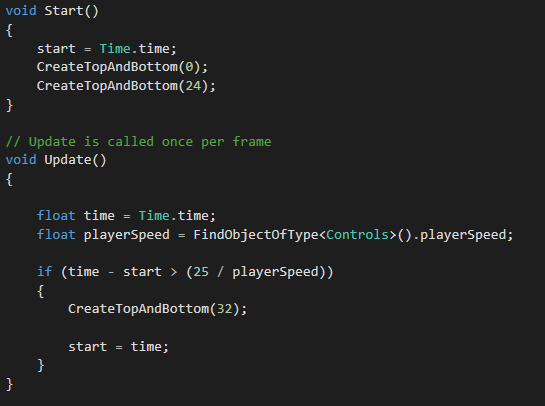 void Start()
{
    start = Time.time;
    CreateTopAndBottom(0);
    CreateTopAndBottom(24);
}

// Update is called once per frame
void Update()
{

    float time = Time.time;
    float playerSpeed = FindObjectOfType<Controls>().playerSpeed;

    if (time - start > (25 / playerSpeed))
    {
        CreateTopAndBottom(32);

        start = time;
    }
}